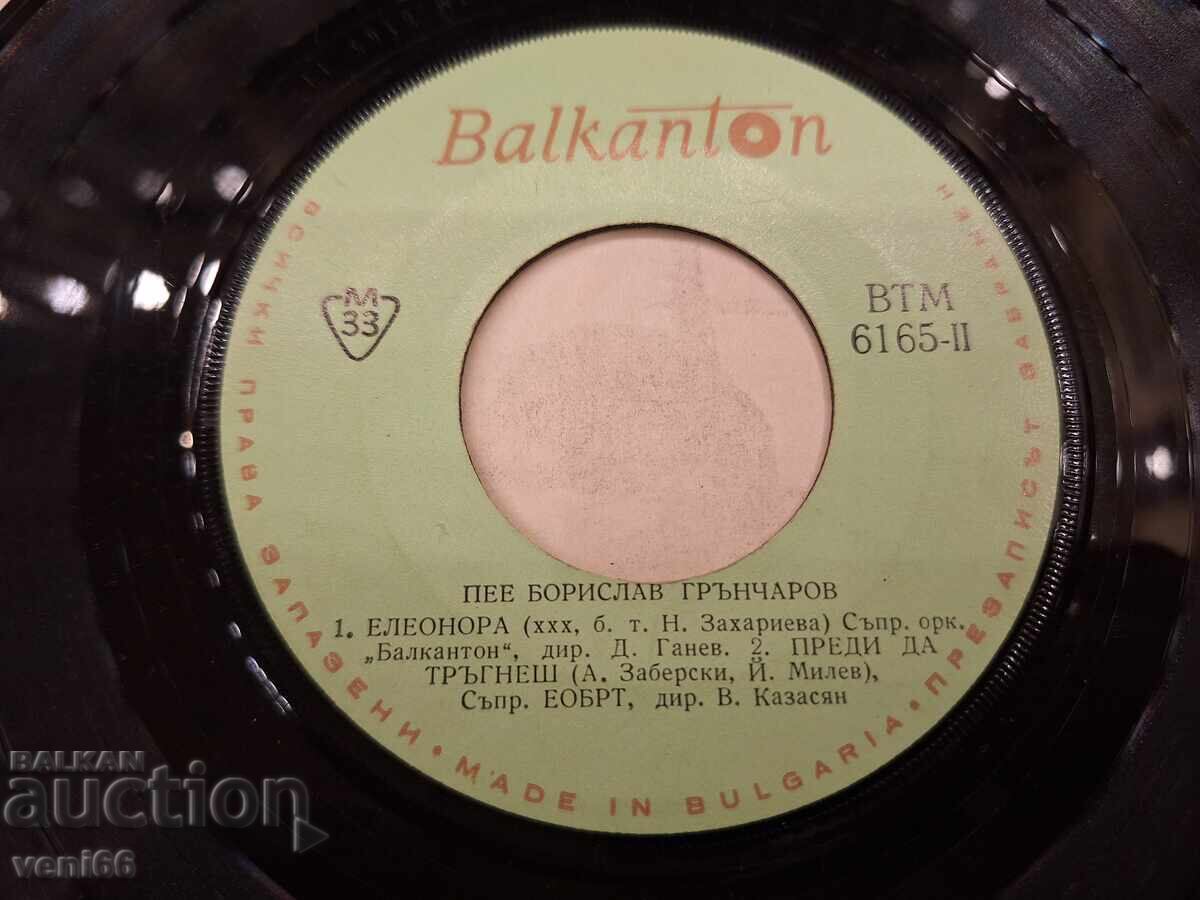 Balkanton
ВСИЧКИ ПРАВА ЗАПАЗЕНИ • MADE IN BULGARIA • ПРЕЗАПИСЪТ ЗАБРАНЕН
M
33
ВТМ
6165-II
ПЕЕ БОРИСЛАВ ГРЪНЧАРОВ
1. ЕЛЕОНОРА (ххх, б. т. Н. Захариева) Съпр. орк.
„Балкантон“, дир. Д. Ганев. 2. ПРЕДИ ДА
ТРЪГНЕШ (А. Заберски, Й. Милев),
Съпр. ЕОБРТ, дир. В. Казасян
BALKAN
auction
veni66